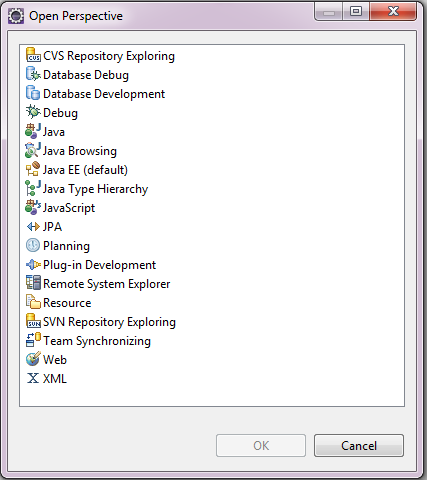 Open Perspective
CVS Repository Exploring
Database Debug
Database Development
Debug
Java
Java Browsing
Java EE (default)
Java Type Hierarchy
JavaScript
JPA
Planning
Plug-in Development
Remote System Explorer
Resource
SVN Repository Exploring
Team Synchronizing
Web
XML
OK Cancel